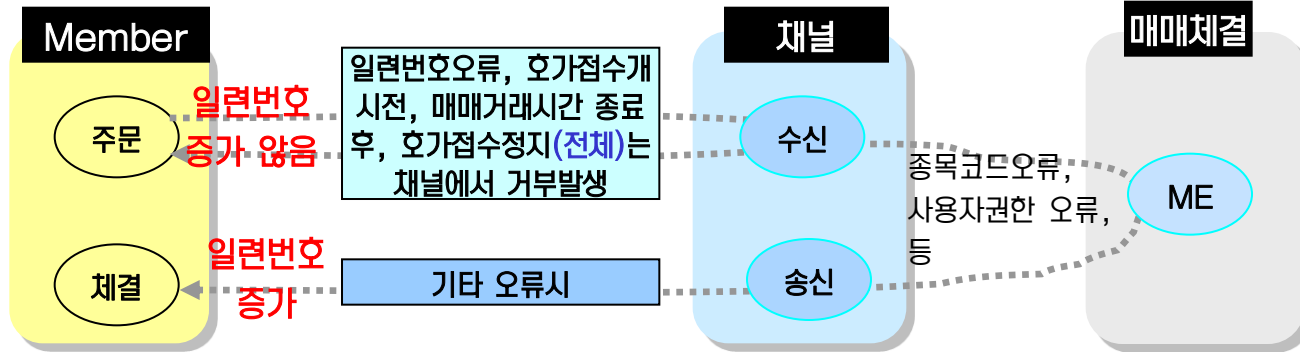 Member
채널
매매체결
주문
일련번호
증가 않음
일련번호오류, 호가접수개
시전, 매매거래시간 종료
후, 호가접수정지(전체)는
채널에서 거부발생
수신
종목코드오류,
사용자권한 오류,
등
ME
체결
일련번호
증가
기타 오류시
송신